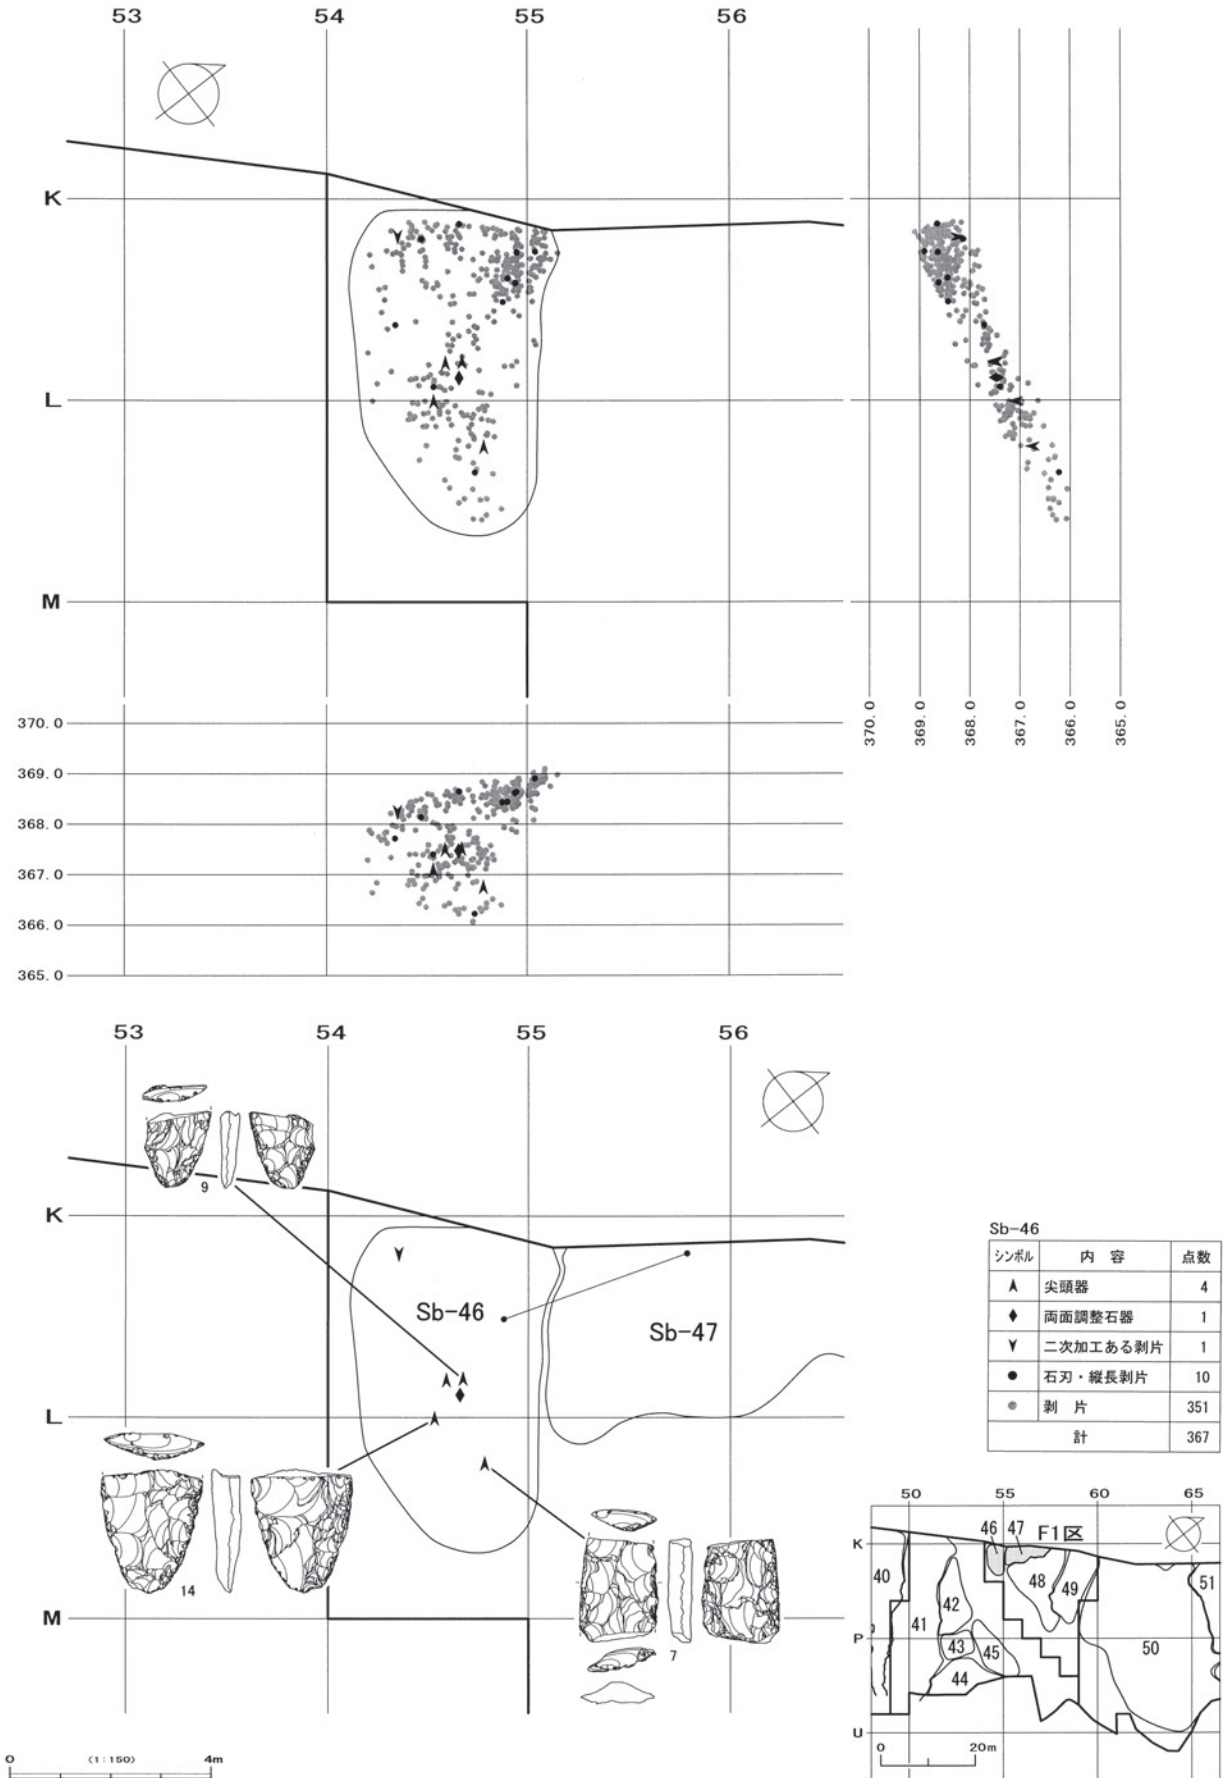 53 54 55 56
K
L
M
370.0 369.0 368.0 367.0 366.0 365.0
370.0
369.0
368.0
367.0
366.0
365.0
53 54 55 56
9
K
Sb-46
Sb-47
L
14
M
7
0 (1:150) 4m
Sb-46
シンボル 内 容 点数
尖頭器 4
両面調整石器 1
二次加工ある剥片 1
石刃・縦長剥片 10
剥 片 351
計 367
50 55 60 65
46 47 F1区
K
40 48 49 51
42
41
P
43 45 50
44
U
0 20m